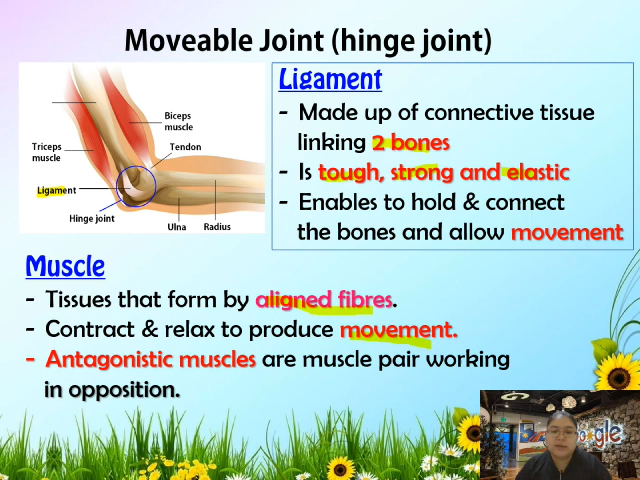 Moveable Joint (hinge joint)
Biceps
muscle
Triceps
muscle
Tendon
Ligament
Hinge joint
Ulna
Radius
Ligament
- Made up of connective tissue
linking 2 bones
- Is tough, strong and elastic
- Enables to hold & connect
the bones and allow movement
Muscle
- Tissues that form by aligned fibres.
- Contract & relax to produce movement.
- Antagonistic muscles are muscle pair working
in opposition.